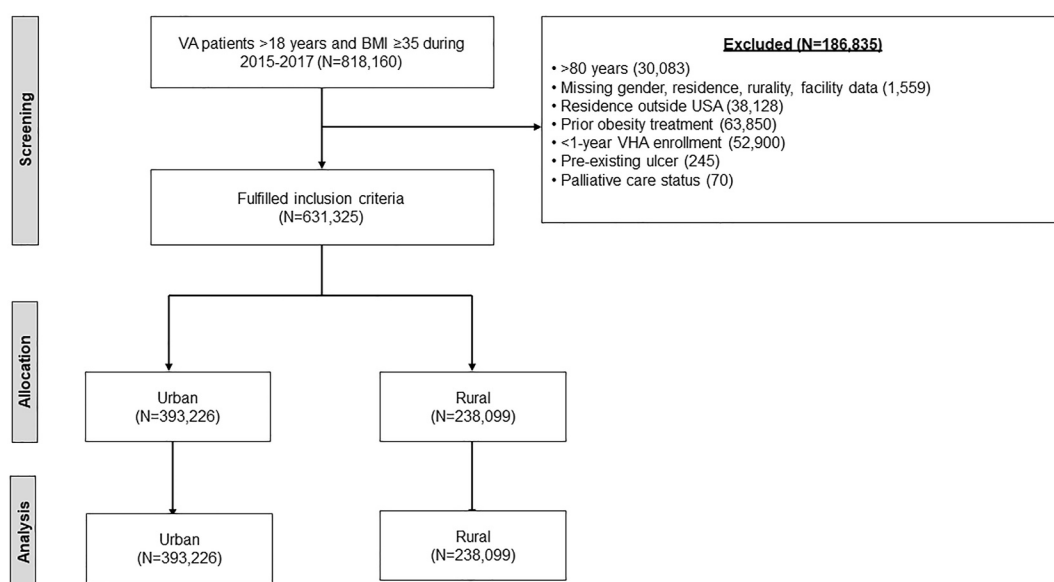 Screening
VA patients >18 years and BMI ≥35 during
2015-2017 (N=818,160)
Excluded (N=186,835)
• >80 years (30,083)
• Missing gender, residence, rurality, facility data (1,559)
• Residence outside USA (38,128)
• Prior obesity treatment (63,850)
• <1-year VHA enrollment (52,900)
• Pre-existing ulcer (245)
• Palliative care status (70)
Fulfilled inclusion criteria
(N=631,325)
Allocation
Urban
(N=393,226)
Rural
(N=238,099)
Analysis
Urban
(N=393,226)
Rural
(N=238,099)